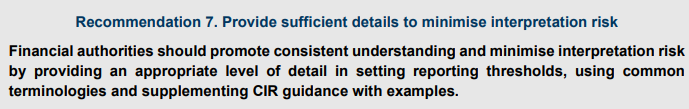 Recommendation 7. Provide sufficient details to minimise interpretation risk
Financial authorities should promote consistent understanding and minimise interpretation risk
by providing an appropriate level of detail in setting reporting thresholds, using common
terminologies and supplementing CIR guidance with examples.